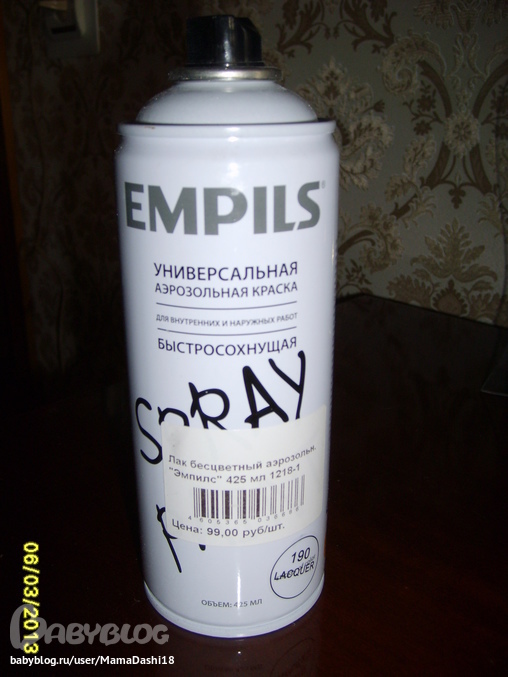 EMPILS
УНИВЕРСАЛЬНАЯ
АЭРОЗОЛЬНАЯ КРАСКА
ДЛЯ ВНУТРЕННИХ И НАРУЖНЫХ РАБОТ
БЫСТРОСОХНУЩАЯ
SPRAY
Лак бесцветный аэрозольн.
"Эмпилс" 425 мл 1218-1
Цена: 99,00 руб/шт.
190
LACQUER
ОБЪЕМ: 425 МЛ
06/03/2013
BABYBLOG
babyblog.ru/user/MamaDashi18